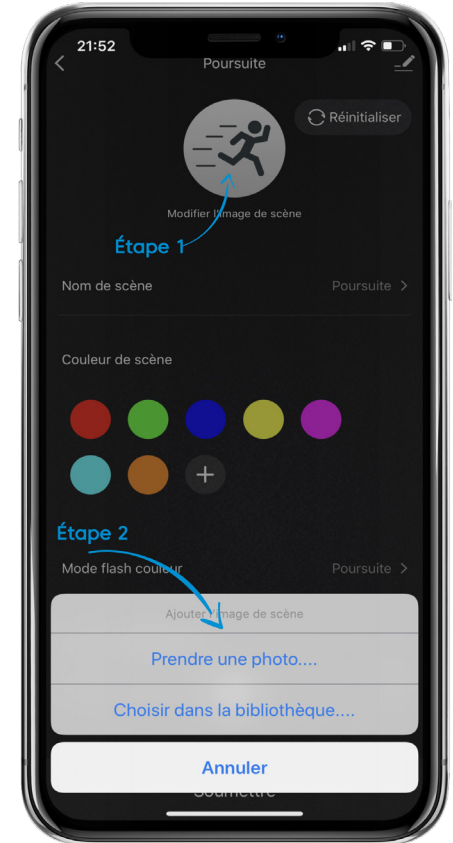 21:52
Poursuite
Réinitialiser
Modifier l'image de scène
Étape 1
Nom de scène Poursuite
Couleur de scène
Étape 2
Mode flash couleur Poursuite
Ajouter l'image de scène
Prendre une photo....
Choisir dans la bibliothèque....
Annuler
Soumettre